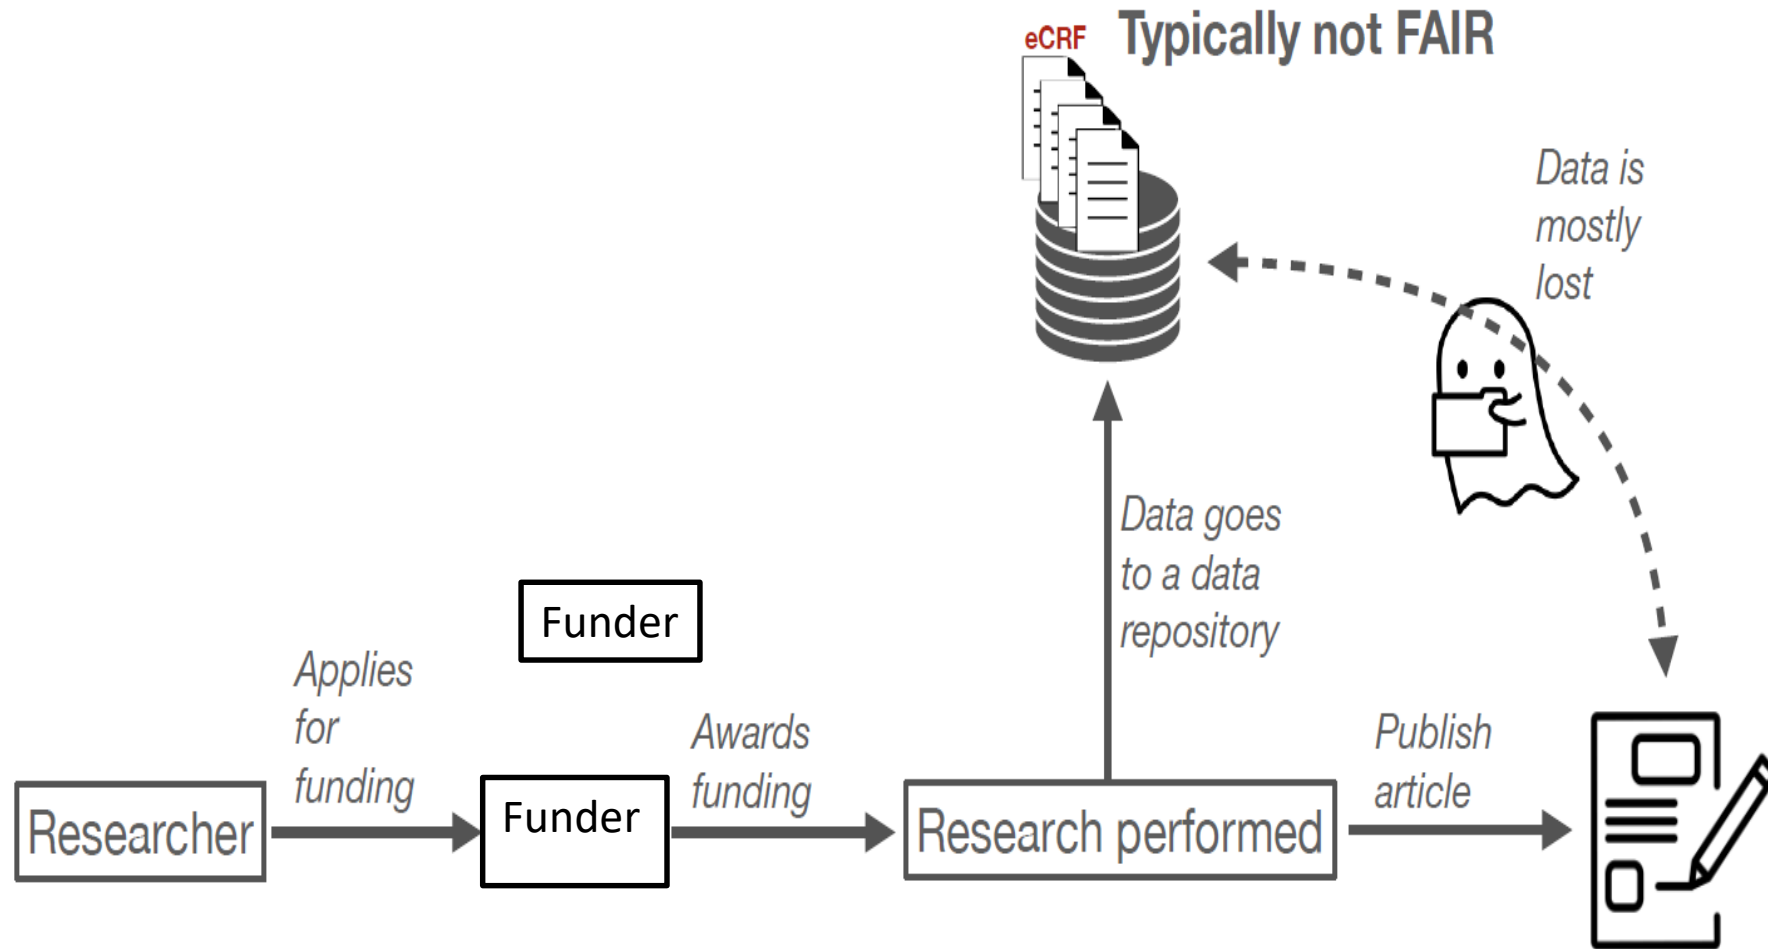 eCRF
Typically not FAIR
Data is
mostly
lost
Data goes
to a data
repository
Funder
Applies
for
funding
Awards
funding
Publish
article
Researcher
Funder
Research performed